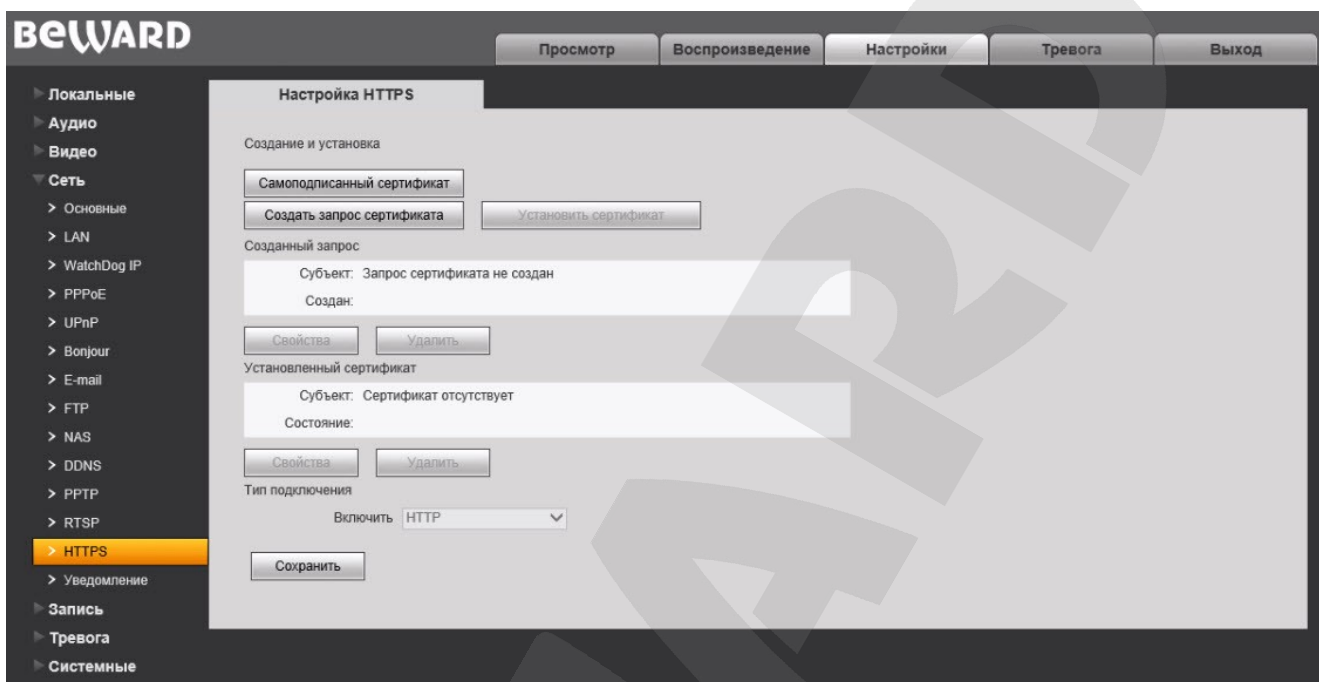 BEWARD
Просмотр Воспроизведение Настройки Тревога Выход
Локальные
Аудио
Видео
Сеть
Основные
LAN
WatchDog IP
PPPoE
UPnP
Bonjour
E-mail
FTP
NAS
DDNS
PPTP
RTSP
HTTPS
Уведомление
Запись
Тревога
Системные
Настройка HTTPS
Создание и установка
Самоподписанный сертификат
Создать запрос сертификата Установить сертификат
Созданный запрос
Субъект: Запрос сертификата не создан
Создан:
Свойства Удалить
Установленный сертификат
Субъект: Сертификат отсутствует
Состояние:
Свойства Удалить
Тип подключения
Включить HTTP
Сохранить